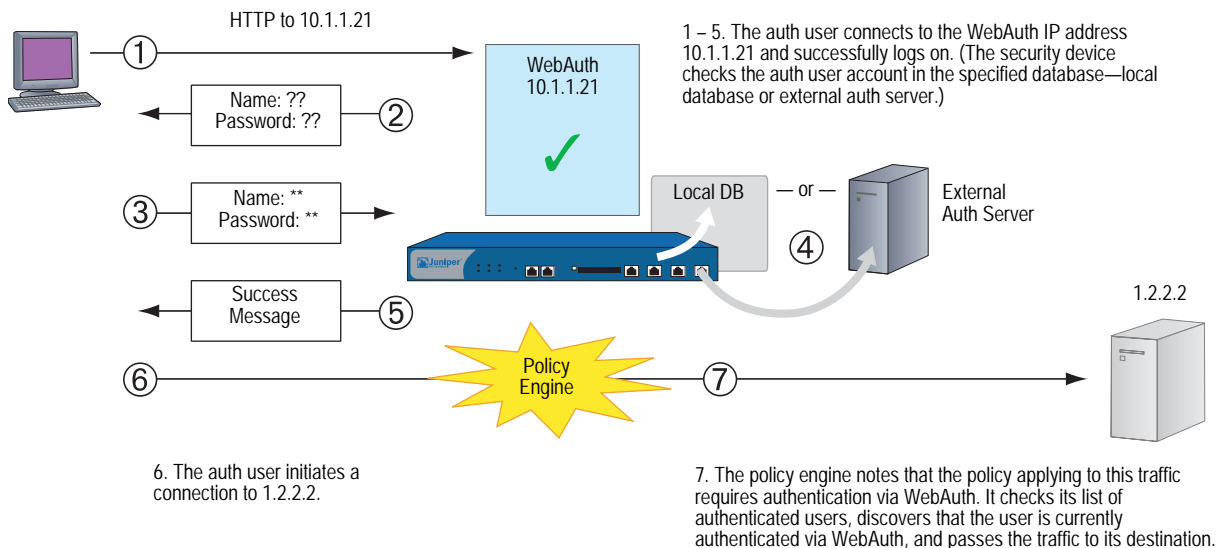 HTTP to 10.1.1.21
1
WebAuth
10.1.1.21
1 – 5. The auth user connects to the WebAuth IP address
10.1.1.21 and successfully logs on. (The security device
checks the auth user account in the specified database—local
database or external auth server.)
Name: ??
Password: ??
2
3
Name: **
Password: **
Local DB
— or —
External
Auth Server
4
Juniper
Success
Message
5
1.2.2.2
6
Policy
Engine
7
6. The auth user initiates a
connection to 1.2.2.2.
7. The policy engine notes that the policy applying to this traffic
requires authentication via WebAuth. It checks its list of
authenticated users, discovers that the user is currently
authenticated via WebAuth, and passes the traffic to its destination.